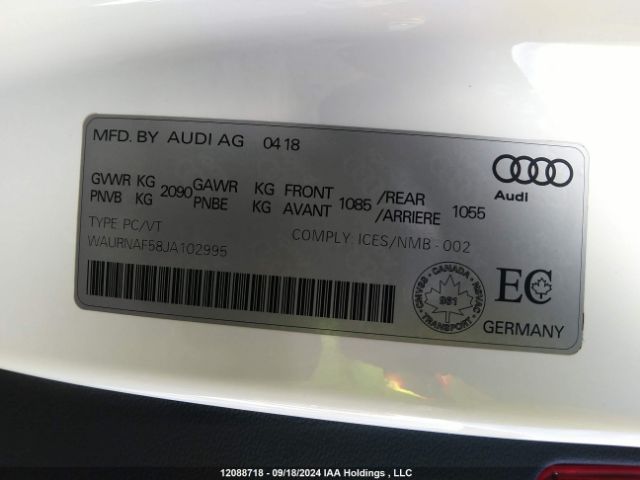 MFD. BY AUDI AG 0418
GVWR KG 2090 GAWR KG FRONT 1085 /REAR 1055
PNVB KG PNBE KG AVANT /ARRIERE
Audi
TYPE PC/VT
COMPLY: ICES/NMB - 002
WAURNAF58JA102995
CANADA
961
TRANSPORT
EC
GERMANY
12088718 - 09/18/2024 IAA Holdings , LLC